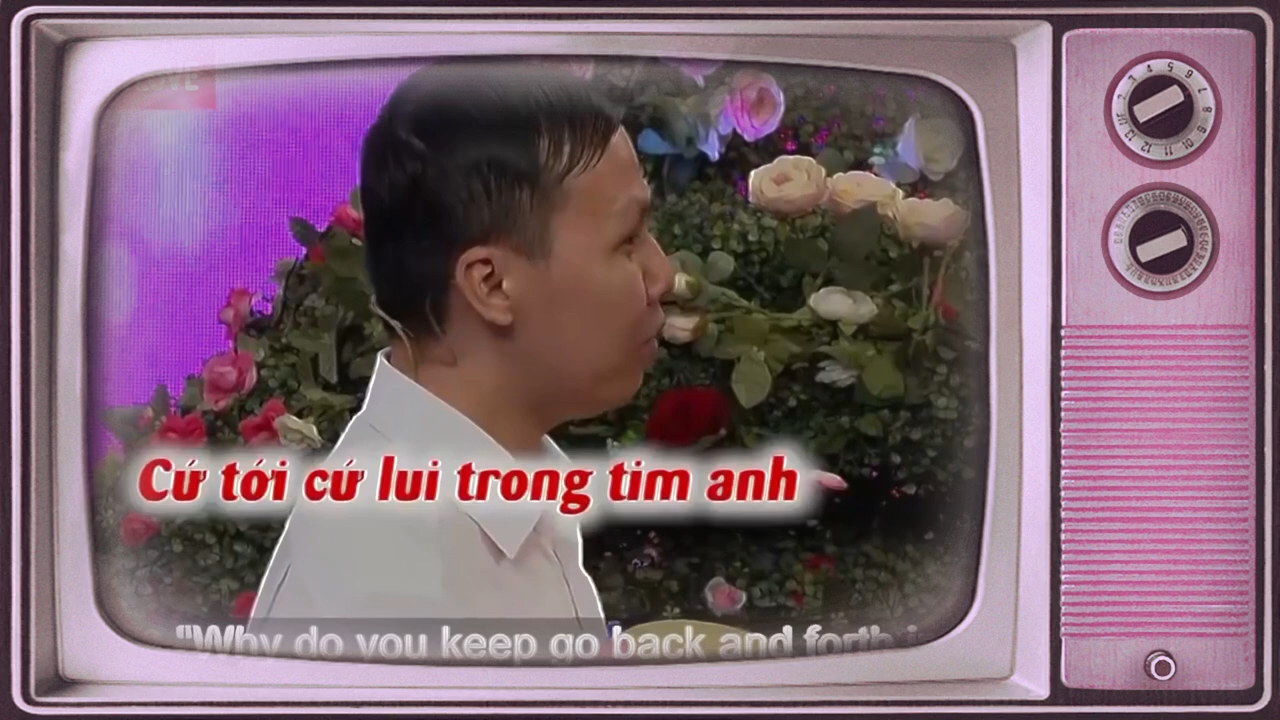 Cứ tới cứ lui trong tim anh
"Why do you keep go back and forth